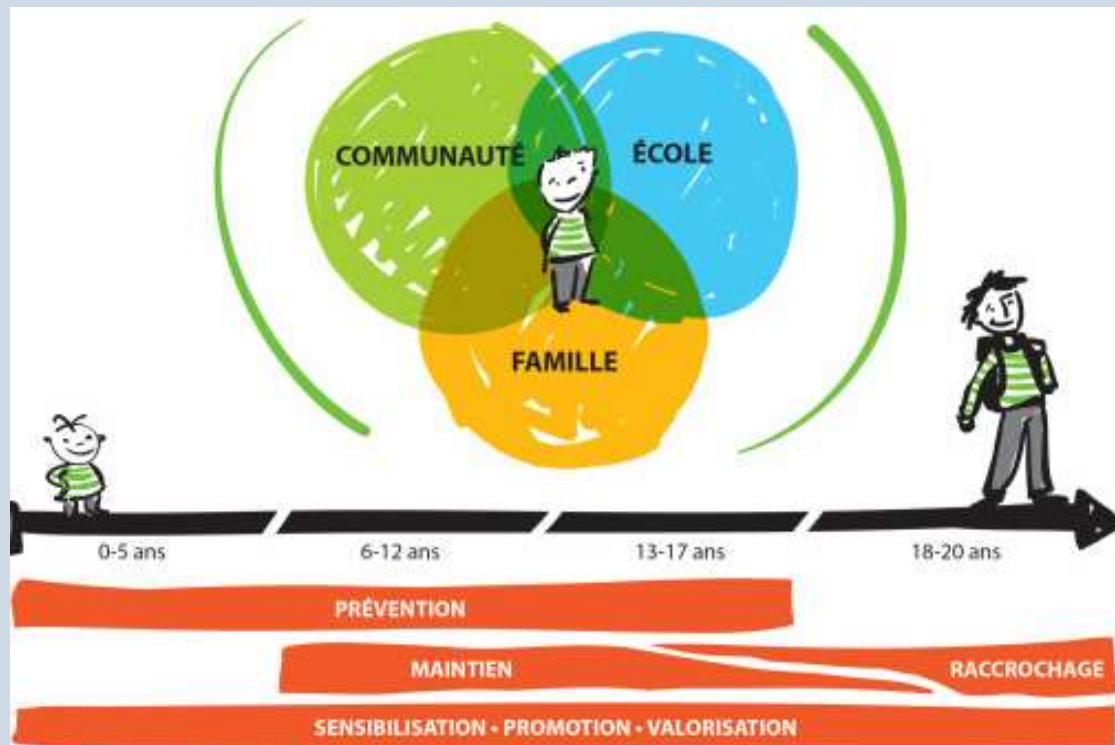 COMMUNAUTÉ
ÉCOLE
FAMILLE
0-5 ans
6-12 ans
13-17 ans
18-20 ans
PRÉVENTION
MAINTIEN
RACCROCHAGE
SENSIBILISATION • PROMOTION • VALORISATION